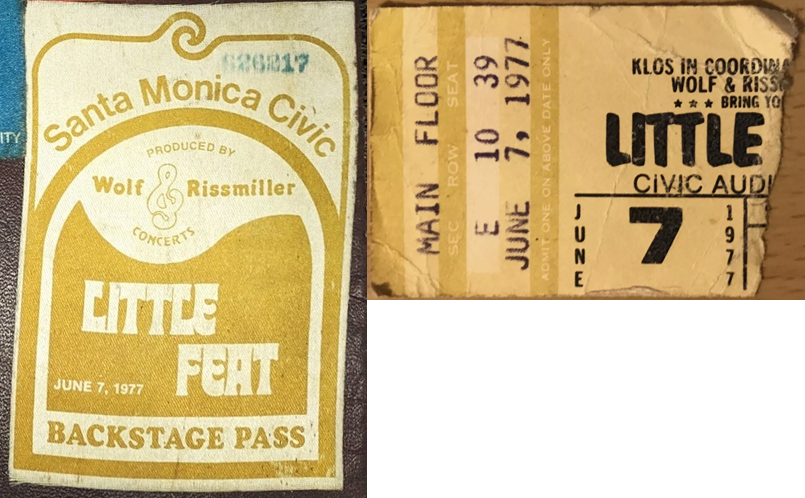 ITY
626217
Santa Monica Civic
PRODUCED BY
Wolf & Rissmiller
CONCERTS
LITTLE
FEAT
JUNE 7, 1977
BACKSTAGE PASS
MAIN FLOOR
SEC ROW SEAT
E 10 39
JUNE 7, 1977
ADMIT ONE ON ABOVE DATE ONLY
KLOS IN COORDINA
WOLF & RISS
★ ★ ★ BRING YO
LITTLE
CIVIC AUDI
JUNE 7 1977